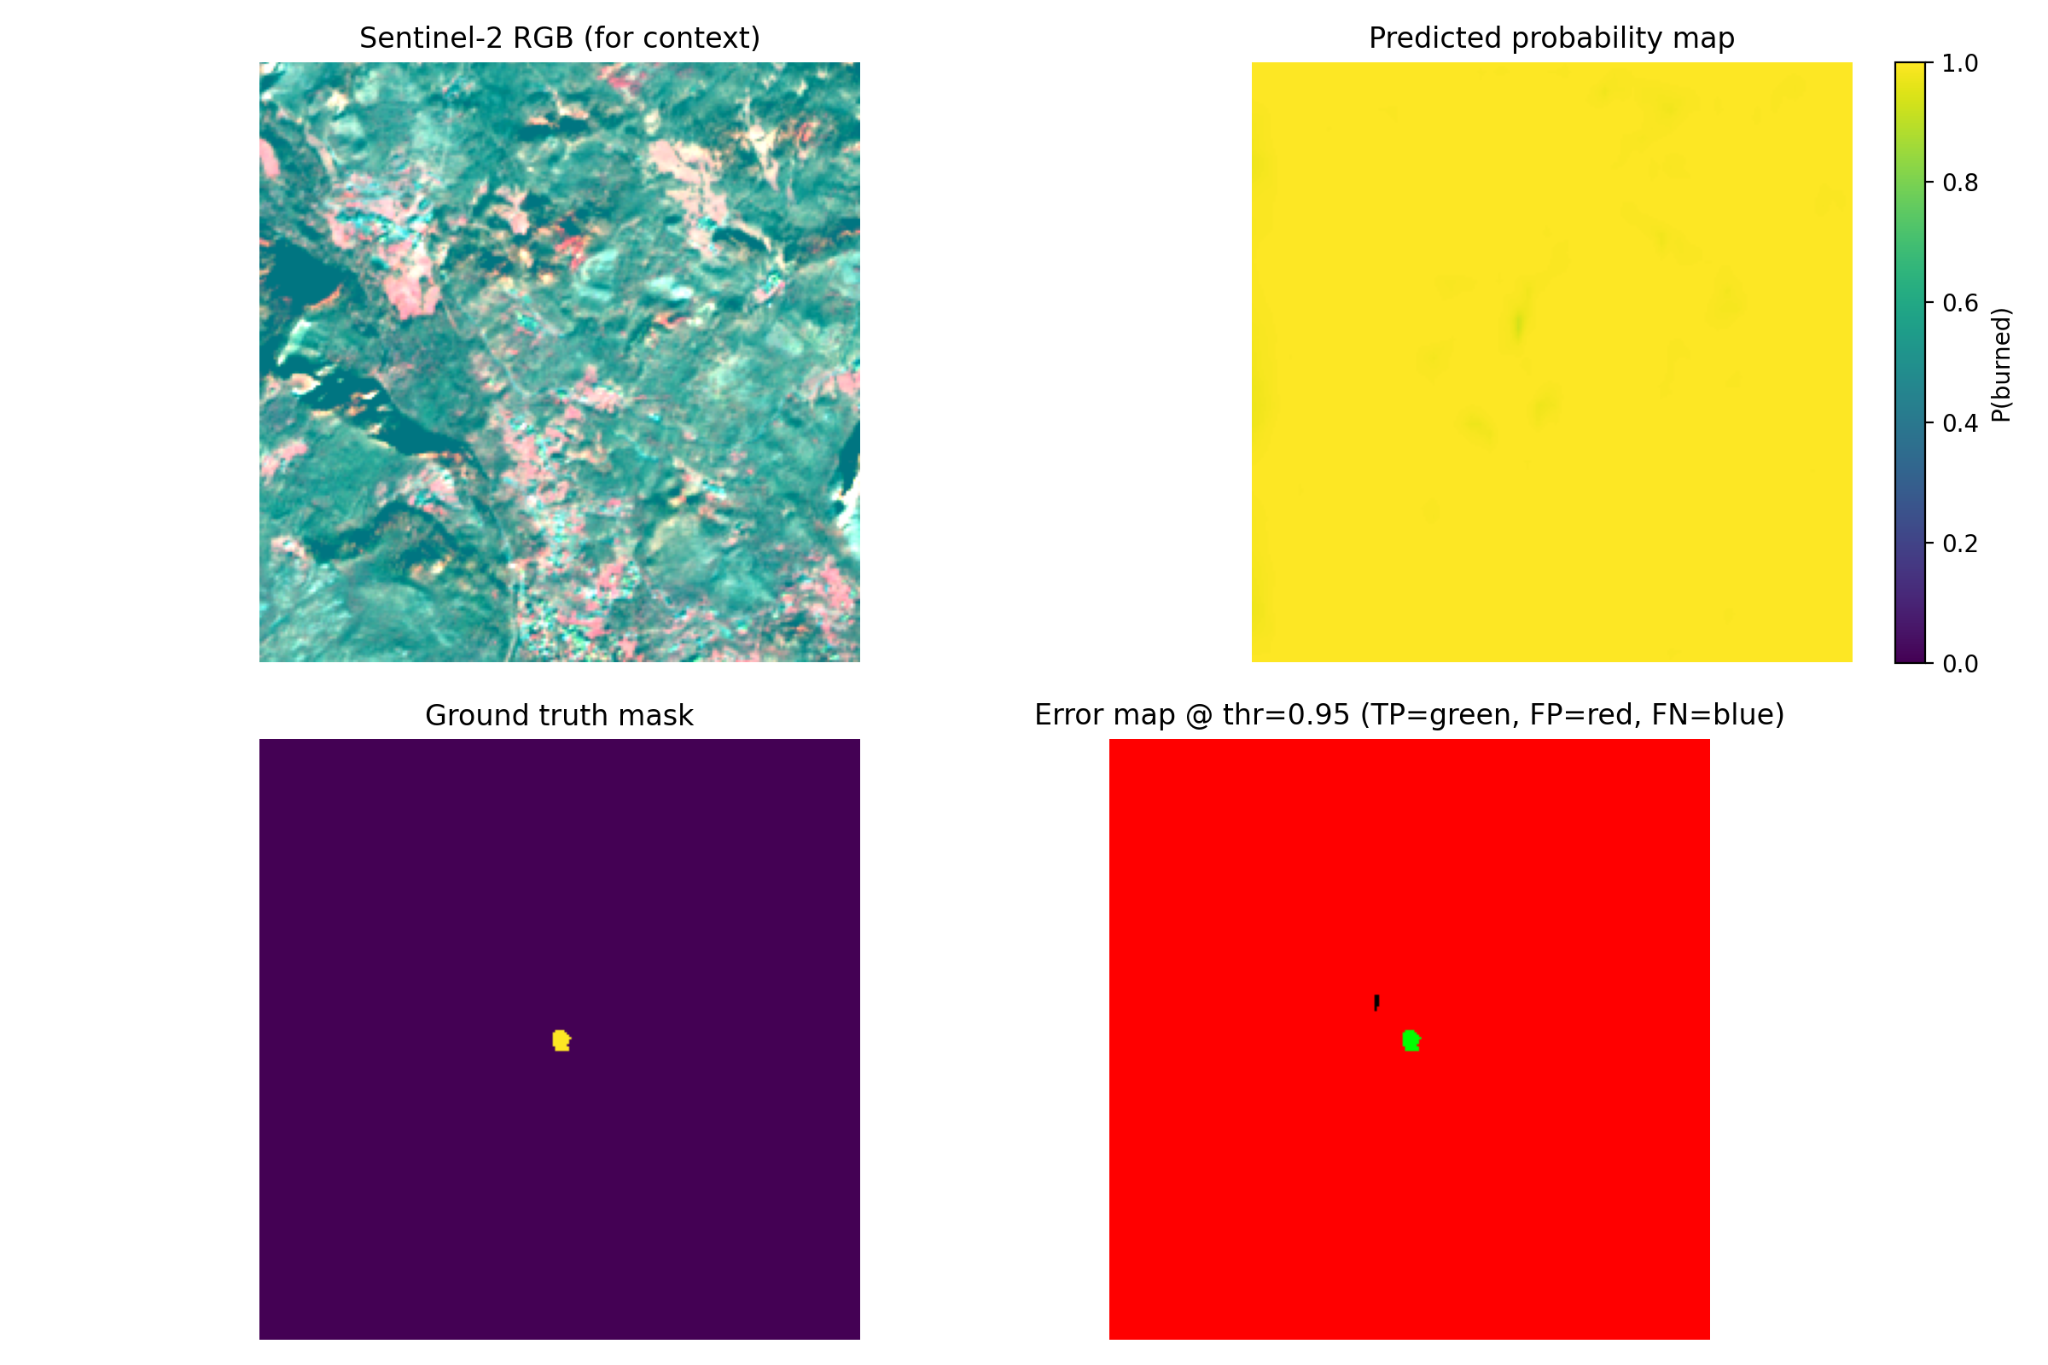 Sentinel-2 RGB (for context)
Predicted probability map
1.0
0.8
0.6
0.4
0.2
0.0
P(burned)
Ground truth mask
Error map @ thr=0.95 (TP=green, FP=red, FN=blue)